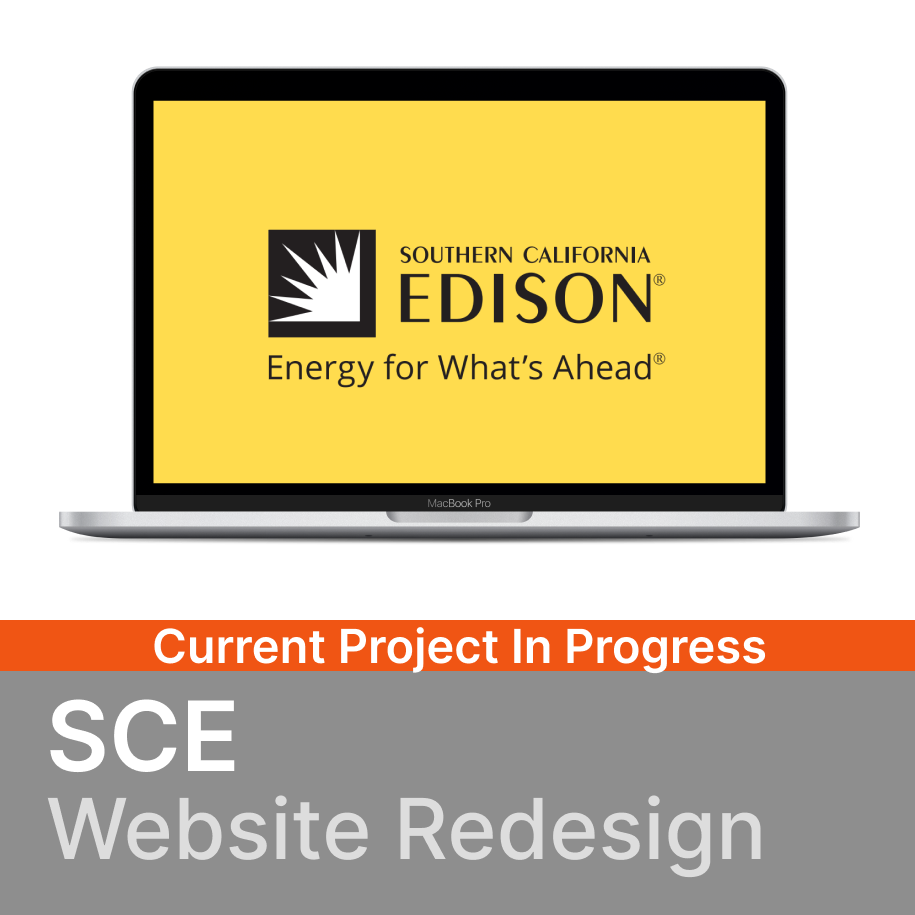 SOUTHERN CALIFORNIA
EDISON®
Energy for What's Ahead®
MacBook Pro
Current Project In Progress
SCE
Website Redesign